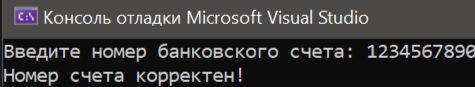 C:\ Консоль отладки Microsoft Visual Studio
Введите номер банковского счета: 1234567890
Номер счета корректен!